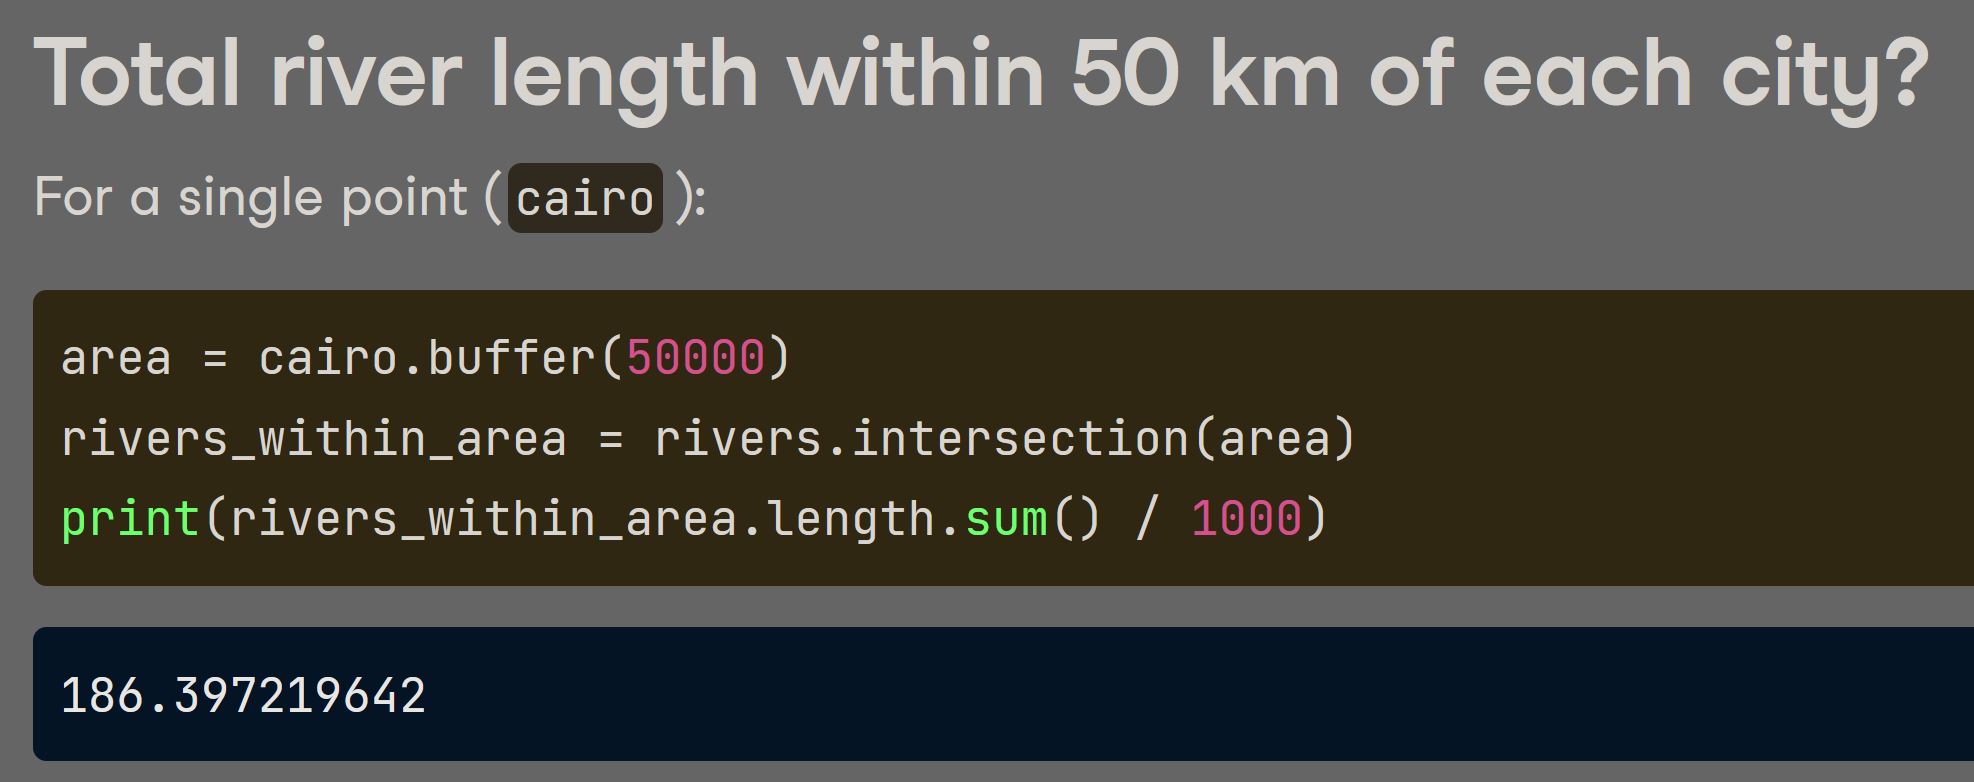 Total river length within 50 km of each city?
For a single point (cairo):
area = cairo.buffer(50000)
rivers_within_area = rivers.intersection(area)
print(rivers_within_area.length.sum() / 1000)
186.397219642